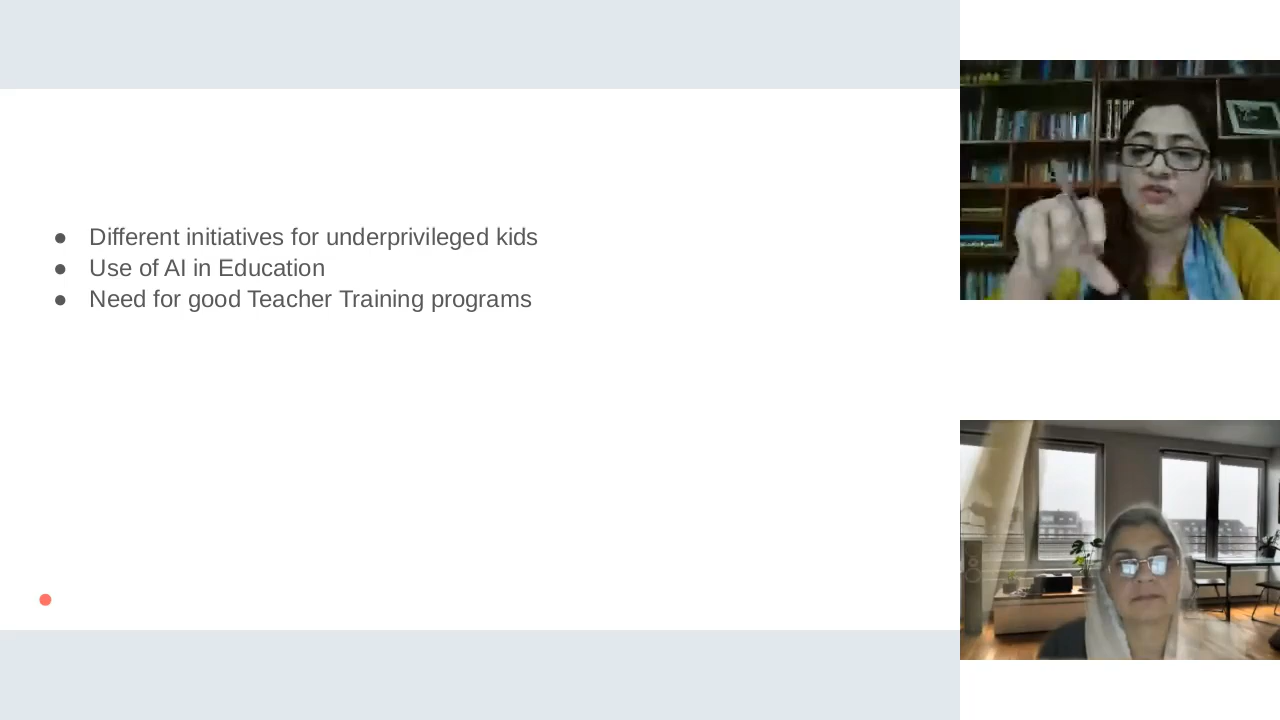 ● Different initiatives for underprivileged kids
● Use of AI in Education
● Need for good Teacher Training programs